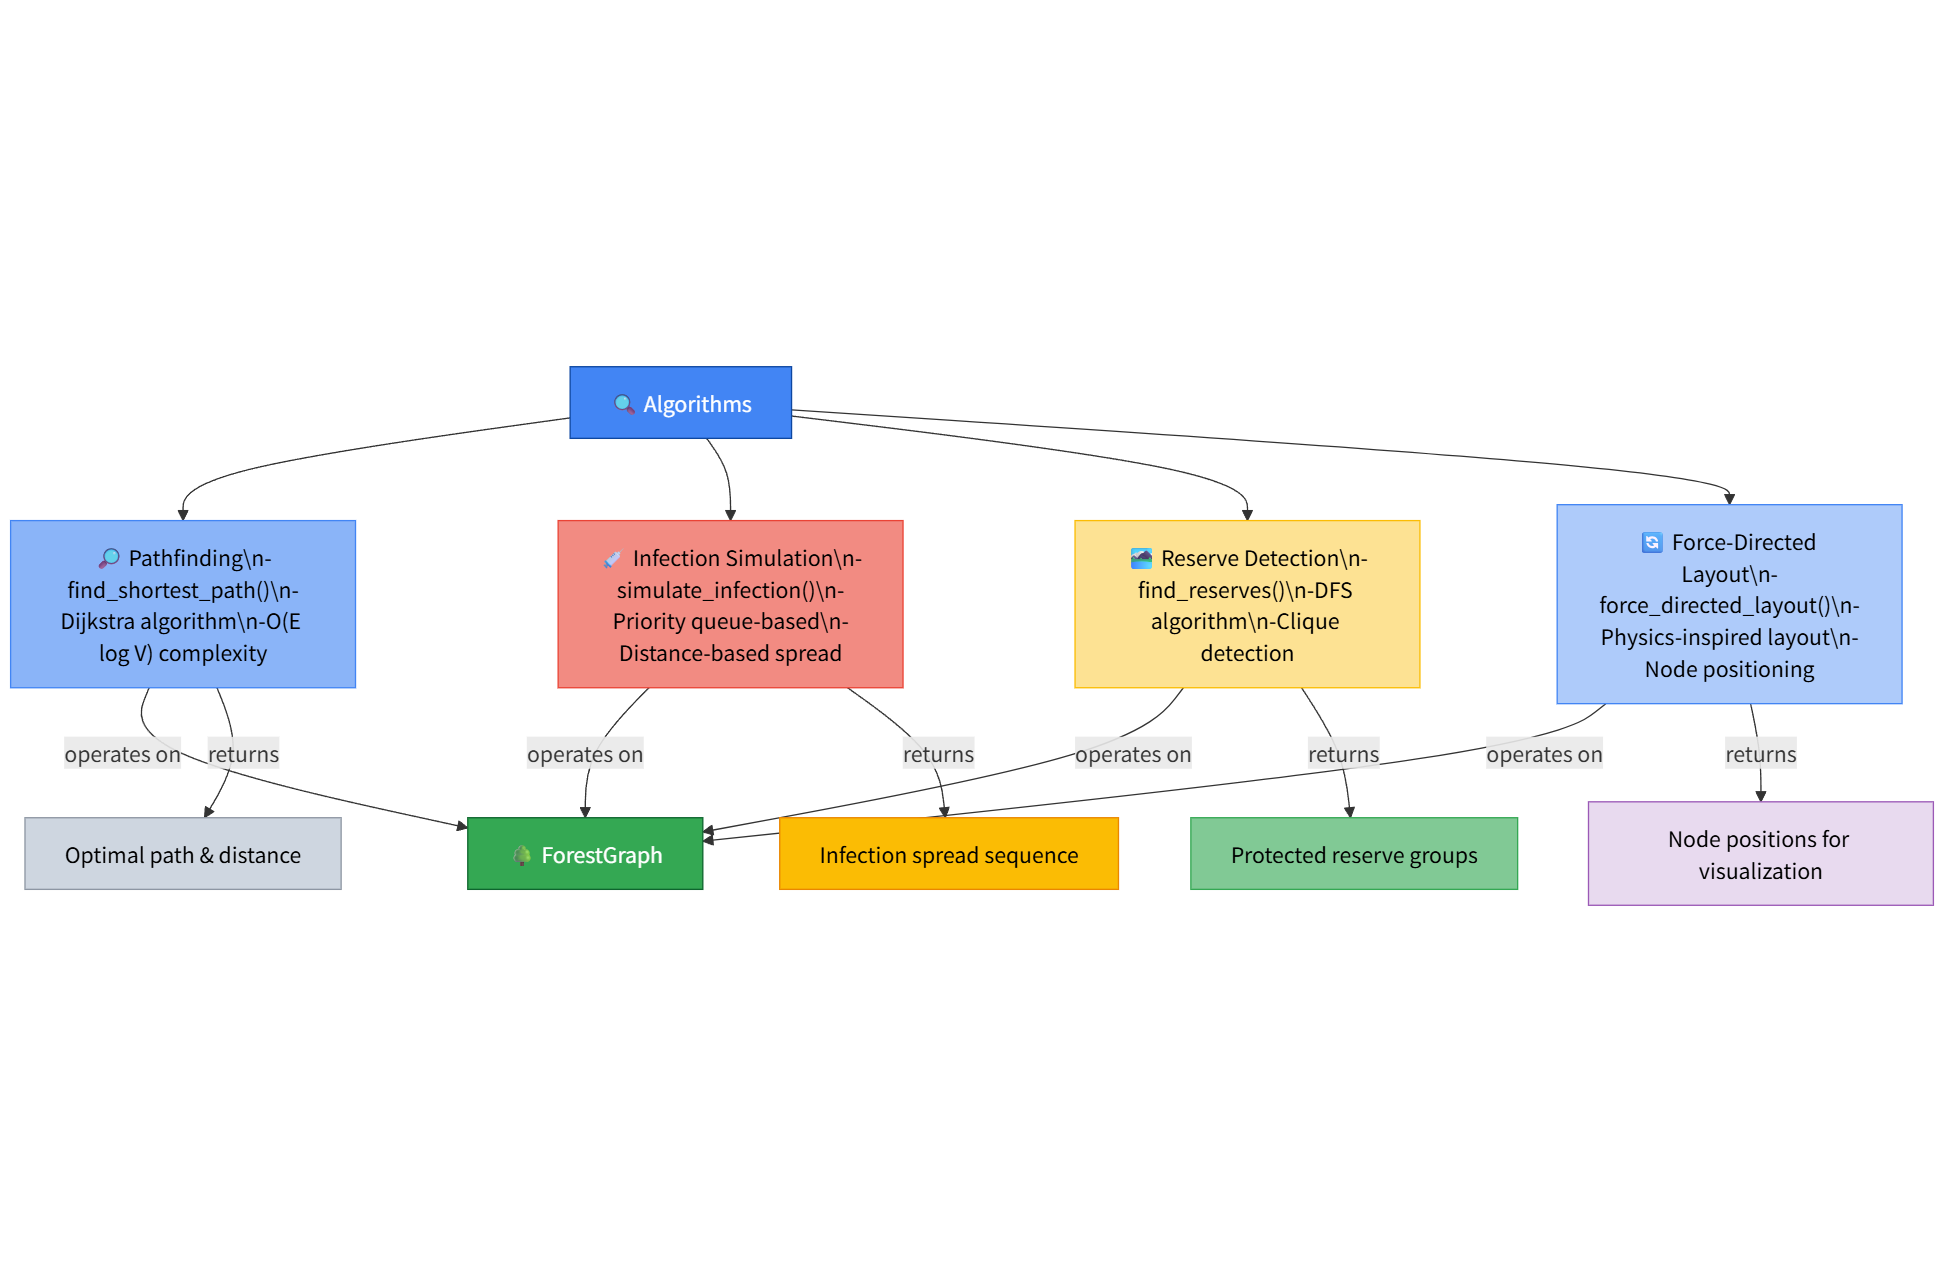 🔍 Algorithms
🔎 Pathfinding\n-
find_shortest_path()\n-
Dijkstra algorithm\n-O(E
log V) complexity
💉 Infection Simulation\n-
simulate_infection()\n-
Priority queue-based\n-
Distance-based spread
🏞️ Reserve Detection\n-
find_reserves()\n-DFS
algorithm\n-Clique
detection
🔄 Force-Directed
Layout\n-
force_directed_layout()\n-
Physics-inspired layout\n-
Node positioning
operates on
returns
operates on
returns
operates on
returns
operates on
returns
Optimal path & distance
🌳 ForestGraph
Infection spread sequence
Protected reserve groups
Node positions for
visualization